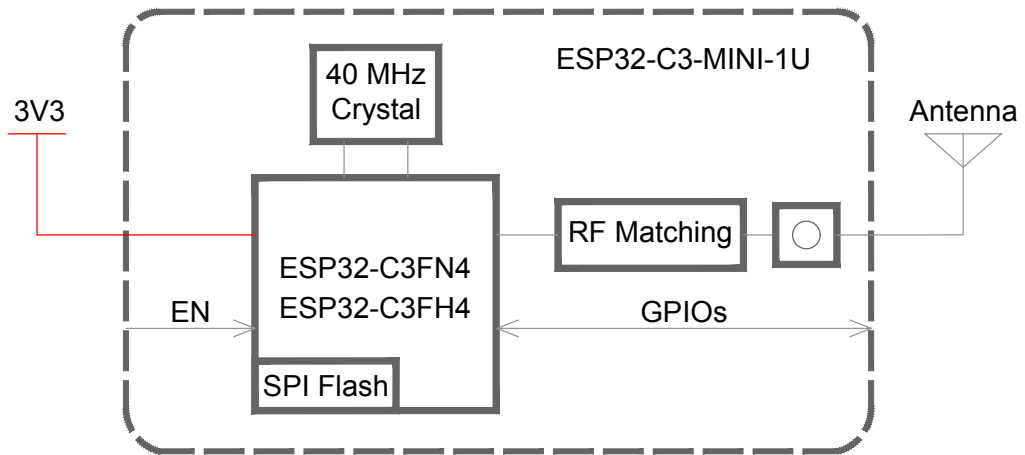 ESP32-C3-MINI-1U
40 MHz
Crystal
3V3
Antenna
RF Matching
ESP32-C3FN4
ESP32-C3FH4
EN
GPIOs
SPI Flash